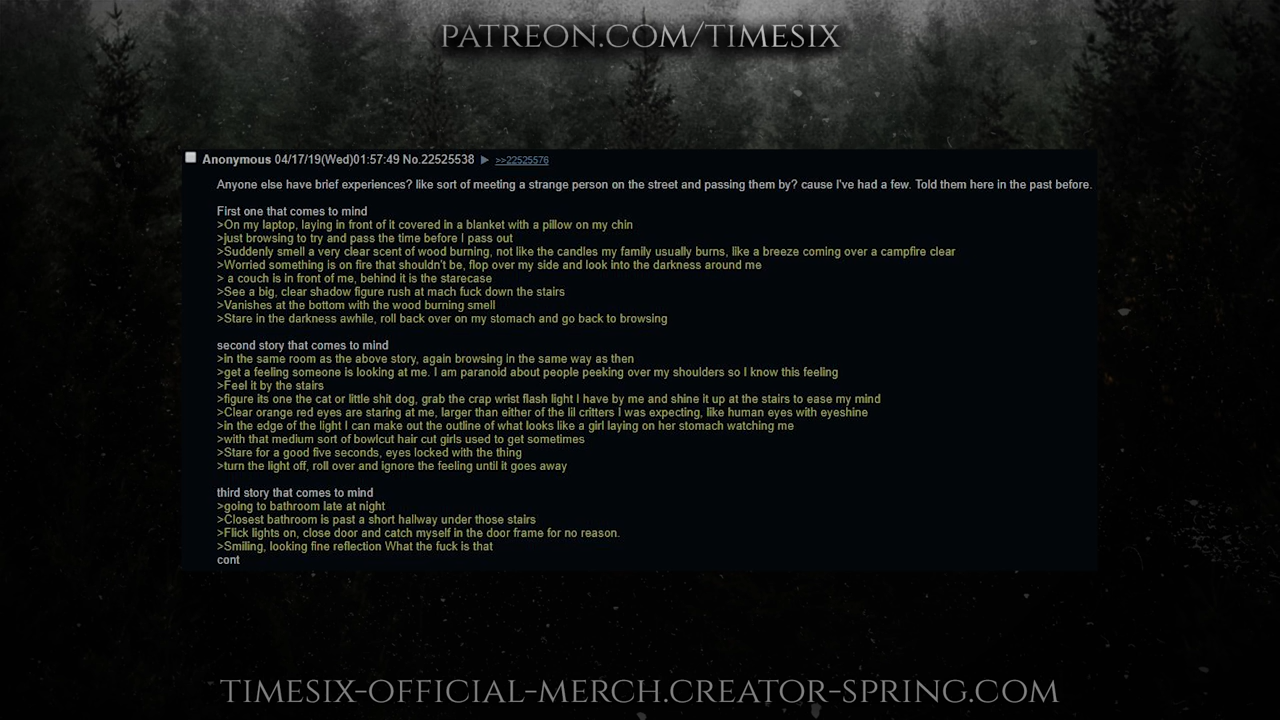 PATREON.COM/TIMESIX
Anonymous 04/17/19(Wed)01:57:49 No.22525538 ▶ >>22525576
Anyone else have brief experiences? like sort of meeting a strange person on the street and passing them by? cause I've had a few. Told them here in the past before.
First one that comes to mind
>On my laptop, laying in front of it covered in a blanket with a pillow on my chin
>just browsing to try and pass the time before I pass out
>Suddenly smell a very clear scent of wood burning, not like the candles my family usually burns, like a breeze coming over a campfire clear
>Worried something is on fire that shouldn't be, flop over my side and look into the darkness around me
> a couch is in front of me, behind it is the starecase
>See a big, clear shadow figure rush at mach fuck down the stairs
>Vanishes at the bottom with the wood burning smell
>Stare in the darkness awhile, roll back over on my stomach and go back to browsing
second story that comes to mind
>in the same room as the above story, again browsing in the same way as then
>get a feeling someone is looking at me. I am paranoid about people peeking over my shoulders so I know this feeling
>Feel it by the stairs
>figure its one the cat or little shit dog, grab the crap wrist flash light I have by me and shine it up at the stairs to ease my mind
>Clear orange red eyes are staring at me, larger than either of the lil critters I was expecting, like human eyes with eyeshine
>in the edge of the light I can make out the outline of what looks like a girl laying on her stomach watching me
>with that medium sort of bowlcut hair cut girls used to get sometimes
>Stare for a good five seconds, eyes locked with the thing
>turn the light off, roll over and ignore the feeling until it goes away
third story that comes to mind
>going to bathroom late at night
>Closest bathroom is past a short hallway under those stairs
>Flick lights on, close door and catch myself in the door frame for no reason.
>Smiling, looking fine reflection What the fuck is that
cont
TIMESIX-OFFICIAL-MERCH.CREATOR-SPRING.COM